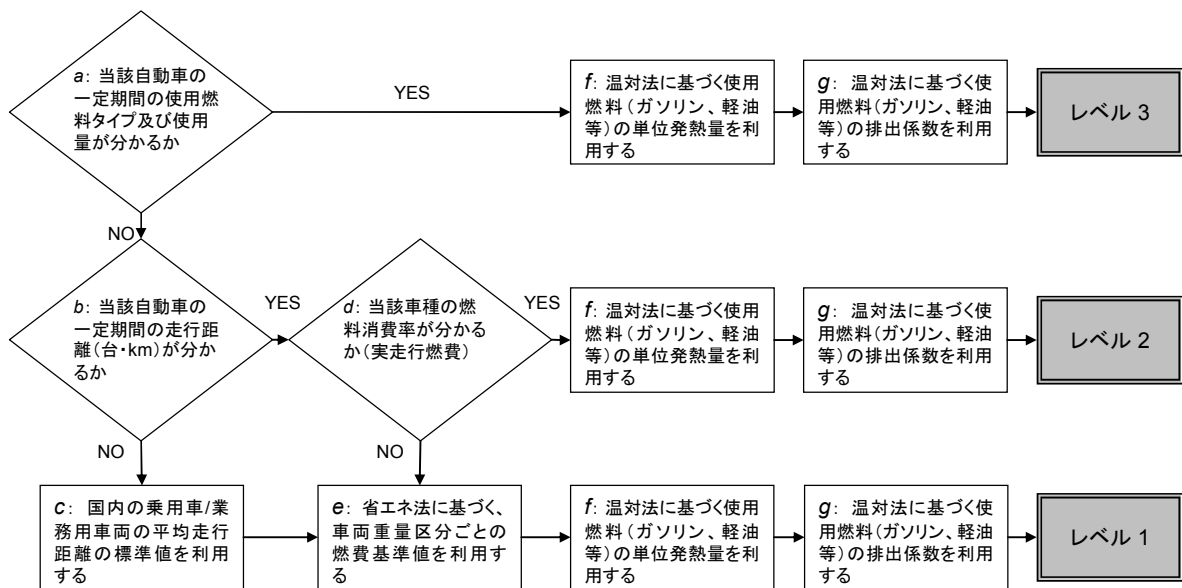 a: 当該自動車の
一定期間の使用燃
料タイプ及び使用
量が分かるか
YES
f: 温対法に基づく使用
燃料(ガソリン、軽油
等)の単位発熱量を利
用する
g: 温対法に基づく使
用燃料(ガソリン、軽油
等)の排出係数を利用
する
レベル 3
NO
b: 当該自動車の
一定期間の走行距
離(台・km)が分か
るか
YES
d: 当該車種の燃
料消費率が分かる
か(実走行燃費)
YES
f: 温対法に基づく使用
燃料(ガソリン、軽油
等)の単位発熱量を利
用する
g: 温対法に基づく使
用燃料(ガソリン、軽油
等)の排出係数を利用
する
レベル 2
NO
NO
c: 国内の乗用車/業
務用車両の平均走行
距離の標準値を利用
する
e: 省エネ法に基づく、
車両重量区分ごとの
燃費基準値を利用す
る
f: 温対法に基づく使用
燃料(ガソリン、軽油
等)の単位発熱量を利
用する
g: 温対法に基づく使
用燃料(ガソリン、軽油
等)の排出係数を利用
する
レベル 1